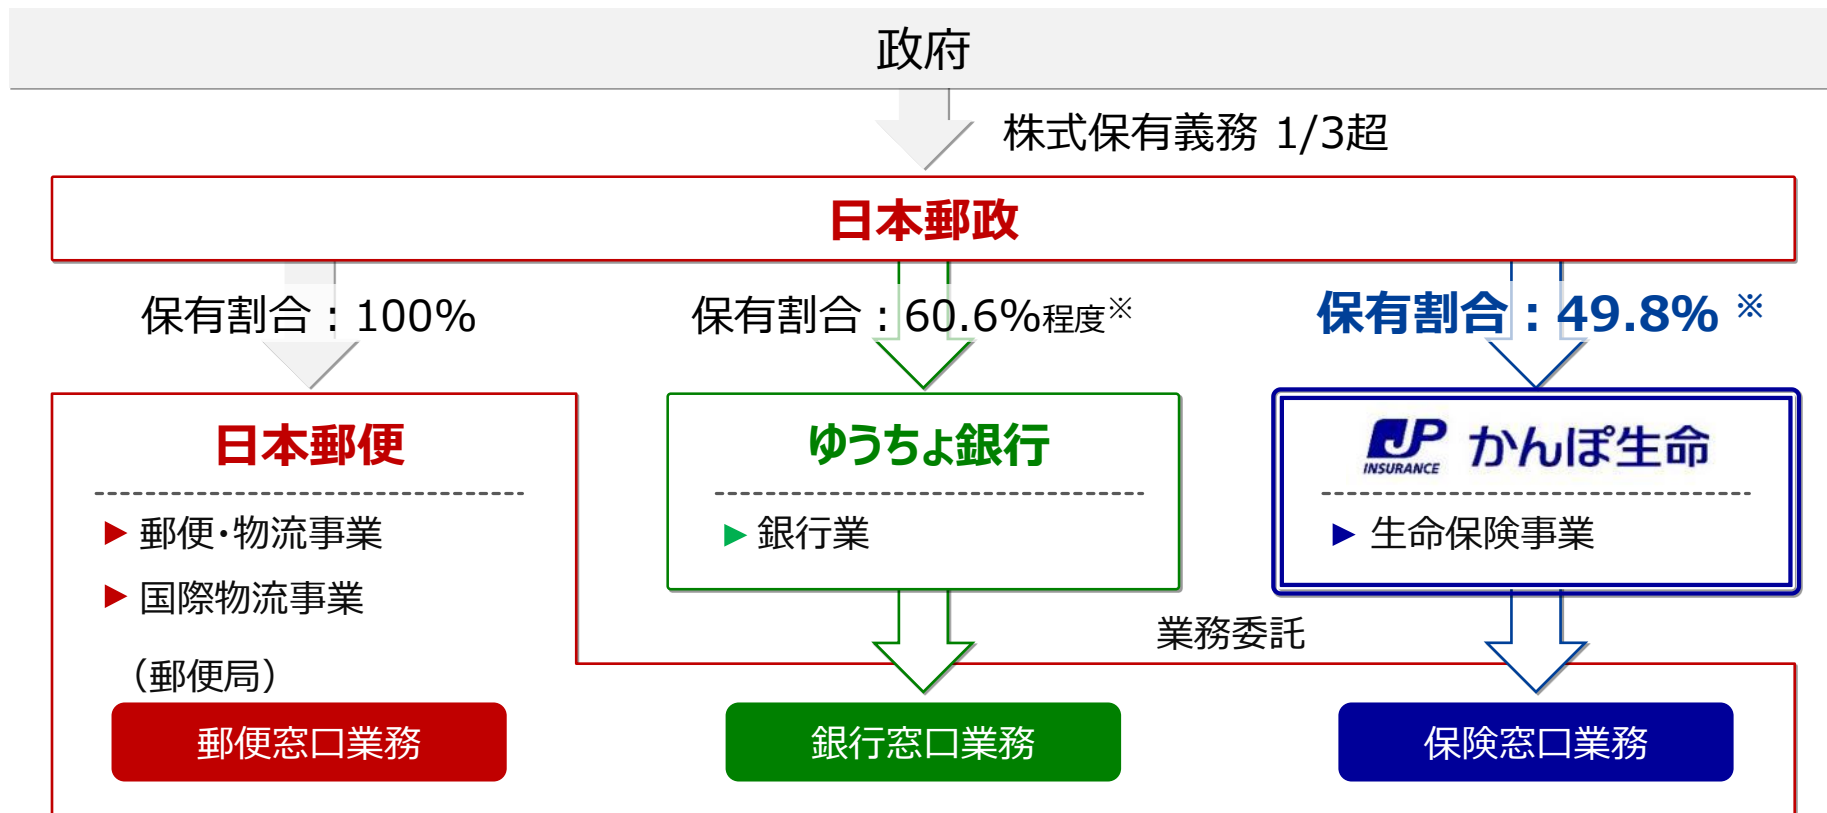 政府
株式保有義務 1/3超
日本郵政
保有割合：100%
保有割合：60.6%程度※
保有割合：49.8% ※
日本郵便
▶郵便・物流事業
▶国際物流事業
（郵便局）
郵便窓口業務
ゆうちょ銀行
▶銀行業
銀行窓口業務
JP INSURANCE かんぽ生命
▶生命保険事業
業務委託
保険窓口業務